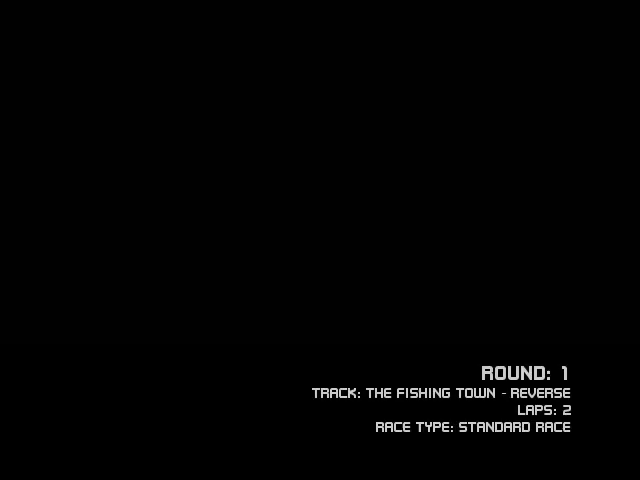 ROUND: 1
TRACK: THE FISHING TOWN - REVERSE
LAPS: 2
RACE TYPE: STANDARD RACE